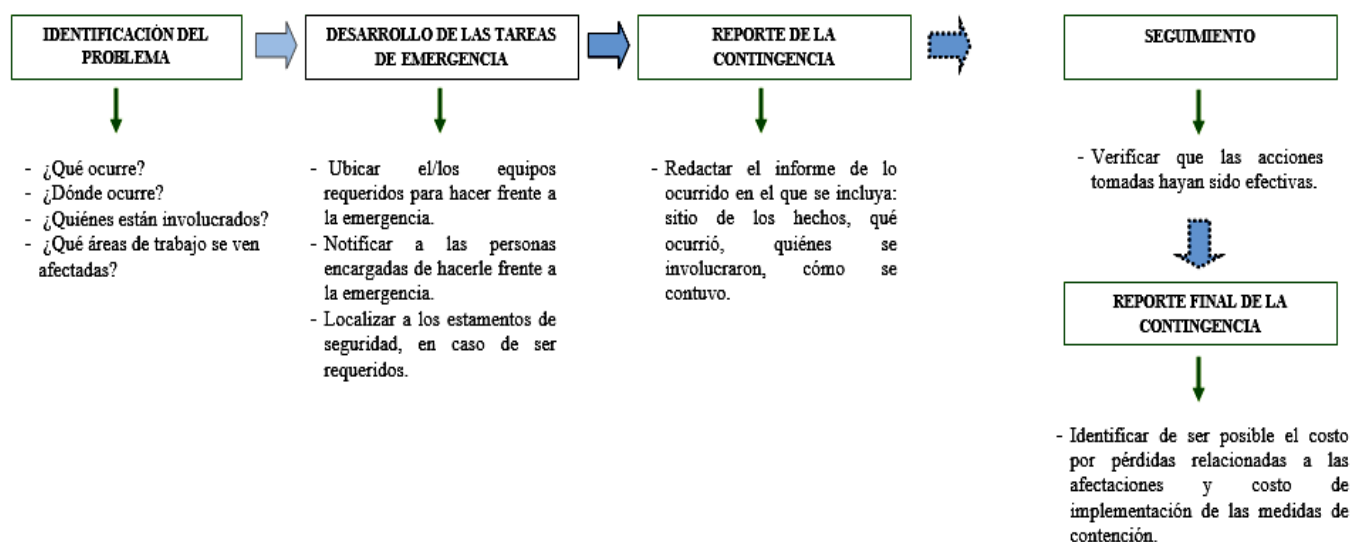 IDENTIFICACIÓN DEL
PROBLEMA
- ¿Qué ocurre?
- ¿Dónde ocurre?
- ¿Quiénes están involucrados?
- ¿Qué áreas de trabajo se ven
afectadas?
DESARROLLO DE LAS TAREAS
DE EMERGENCIA
- Ubicar el/los equipos
requeridos para hacer frente a
la emergencia.
- Notificar a las personas
encargadas de hacerle frente a
la emergencia.
- Localizar a los estamentos de
seguridad, en caso de ser
requeridos.
REPORTE DE LA
CONTINGENCIA
- Redactar el informe de lo
ocurrido en el que se incluya:
sitio de los hechos, qué
ocurrió, quiénes se
involucraron, cómo se
contuvo.
SEGUIMIENTO
- Verificar que las acciones
tomadas hayan sido efectivas.
REPORTE FINAL DE LA
CONTINGENCIA
- Identificar de ser posible el costo
por pérdidas relacionadas a las
afectaciones y costo de
implementación de las medidas de
contención.